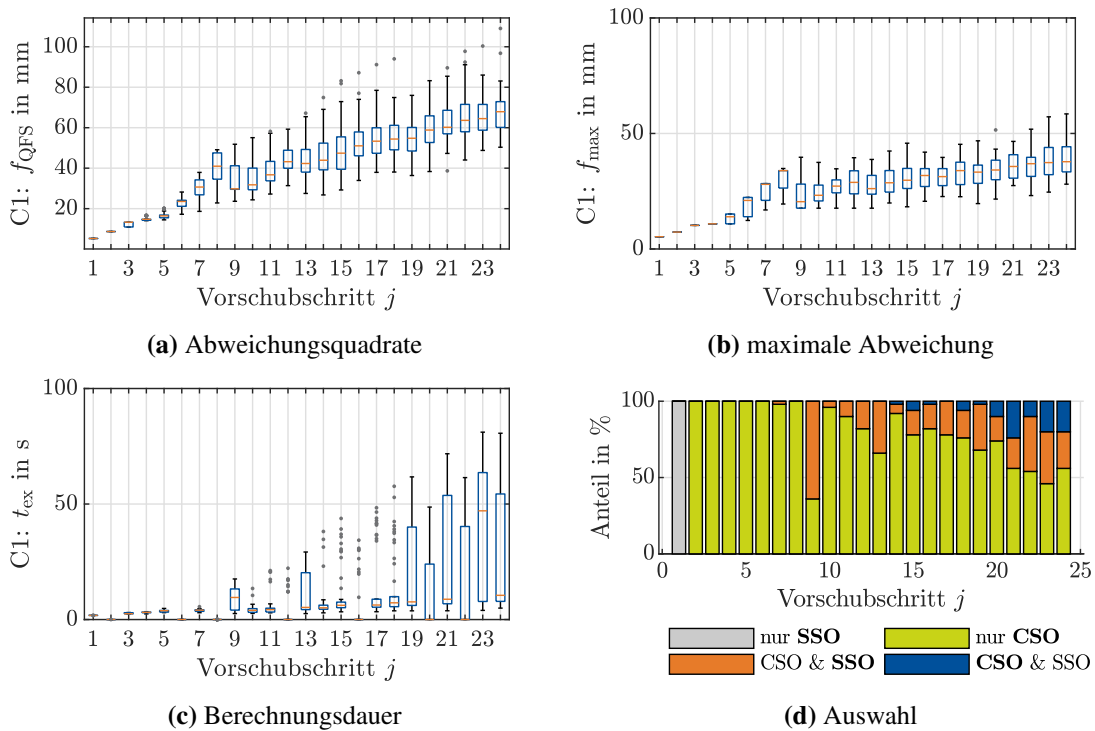 C1: f_QFS in mm
100
80
60
40
20
1 3 5 7 9 11 13 15 17 19 21 23
Vorschubschritt j
(a) Abweichungsquadrate
C1: f_max in mm
100
50
0
1 3 5 7 9 11 13 15 17 19 21 23
Vorschubschritt j
(b) maximale Abweichung
C1: t_ex in s
100
50
0
1 3 5 7 9 11 13 15 17 19 21 23
Vorschubschritt j
(c) Berechnungsdauer
Anteil in %
100
50
0
0 5 10 15 20 25
Vorschubschritt j
nur SSO
nur CSO
CSO & SSO
CSO & SSO
(d) Auswahl